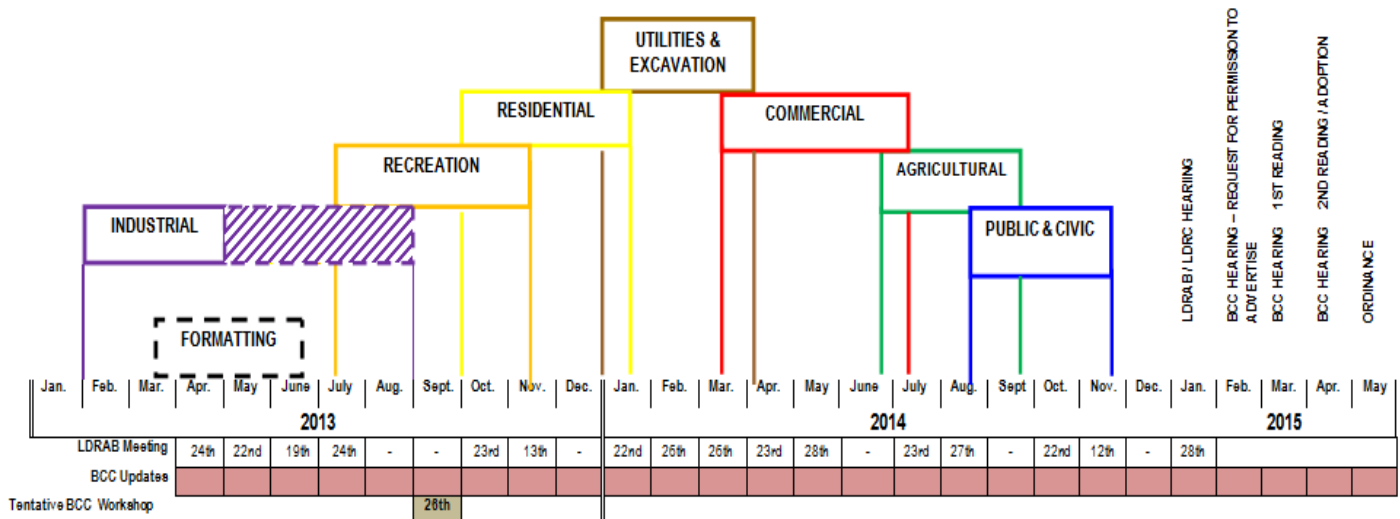 UTILITIES &
EXCAVATION
RESIDENTIAL
COMMERCIAL
RECREATION
AGRICULTURAL
INDUSTRIAL
PUBLIC & CIVIC
FORMATTING
LDRAB / LDRC HEARIING
BCC HEARING – REQUEST FOR PERMISSION TO
ADVERTISE
BCC HEARING 1ST READING
BCC HEARING 2ND READING / ADOPTION
ORDINANCE
Jan. Feb. Mar. Apr. May June July Aug. Sept. Oct. Nov. Dec. Jan. Feb. Mar. Apr. May June July Aug. Sept Oct. Nov. Dec. Jan. Feb. Mar. Apr. May
2013 2014 2015
LDRAB Meeting 24th 22nd 19th 24th - - 23rd 13th - 22nd 26th 26th 23rd 28th - 23rd 27th - 22nd 12th - 28th
BCC Updates
Tentative BCC Workshop 26th